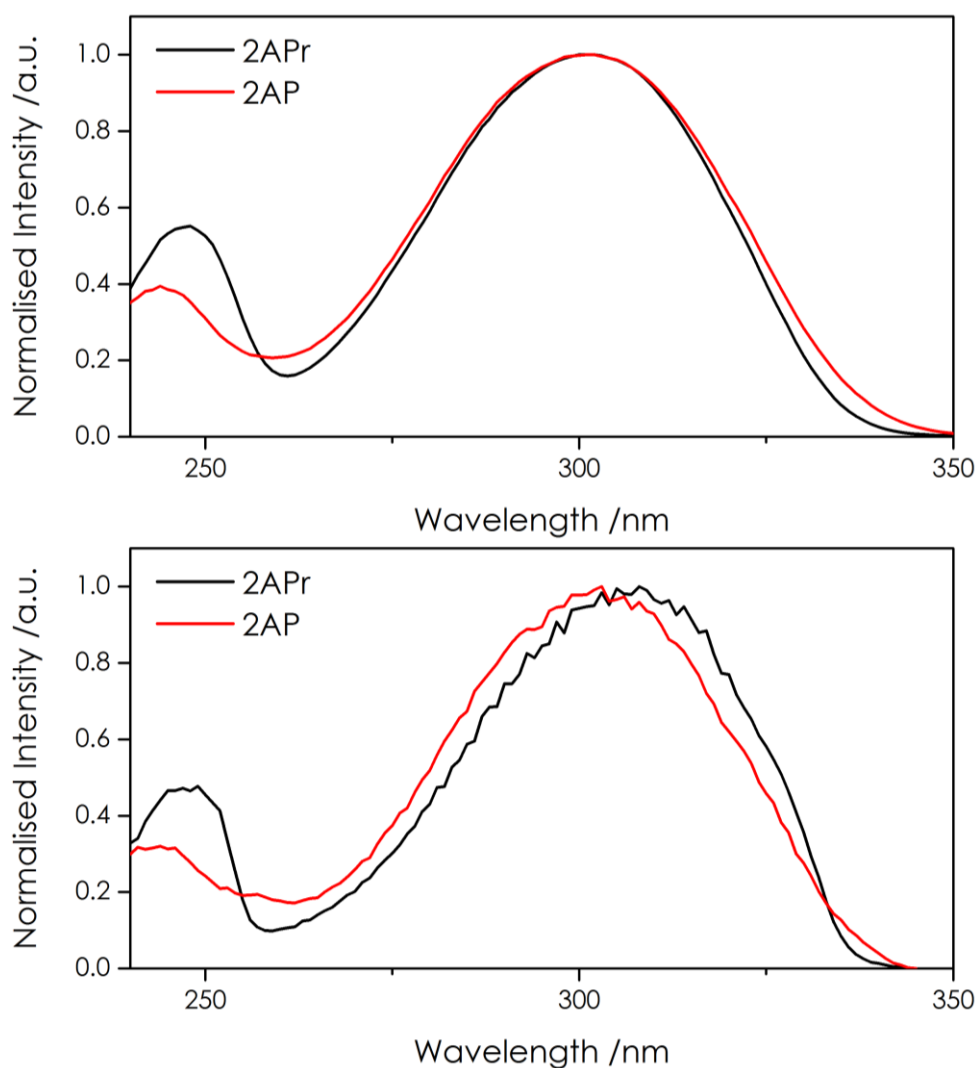 Normalised Intensity /a.u.
2APr
2AP
1.0
0.8
0.6
0.4
0.2
0.0
250
300
350
Wavelength /nm
Normalised Intensity /a.u.
2APr
2AP
1.0
0.8
0.6
0.4
0.2
0.0
250
300
350
Wavelength /nm